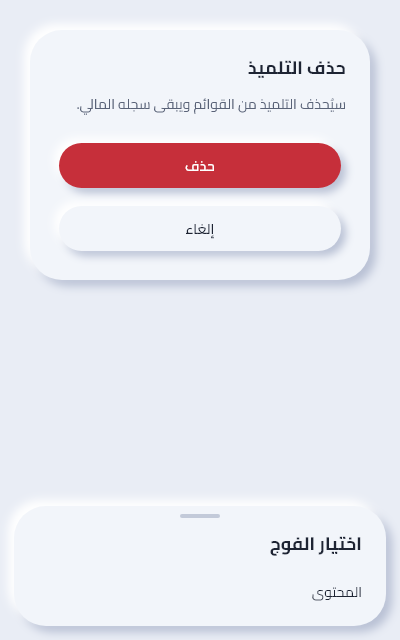 حذف التلميذ
سيُحذف التلميذ من القوائم ويبقى سجله المالي.
حذف
إلغاء
اختيار الفوج
المحتوى